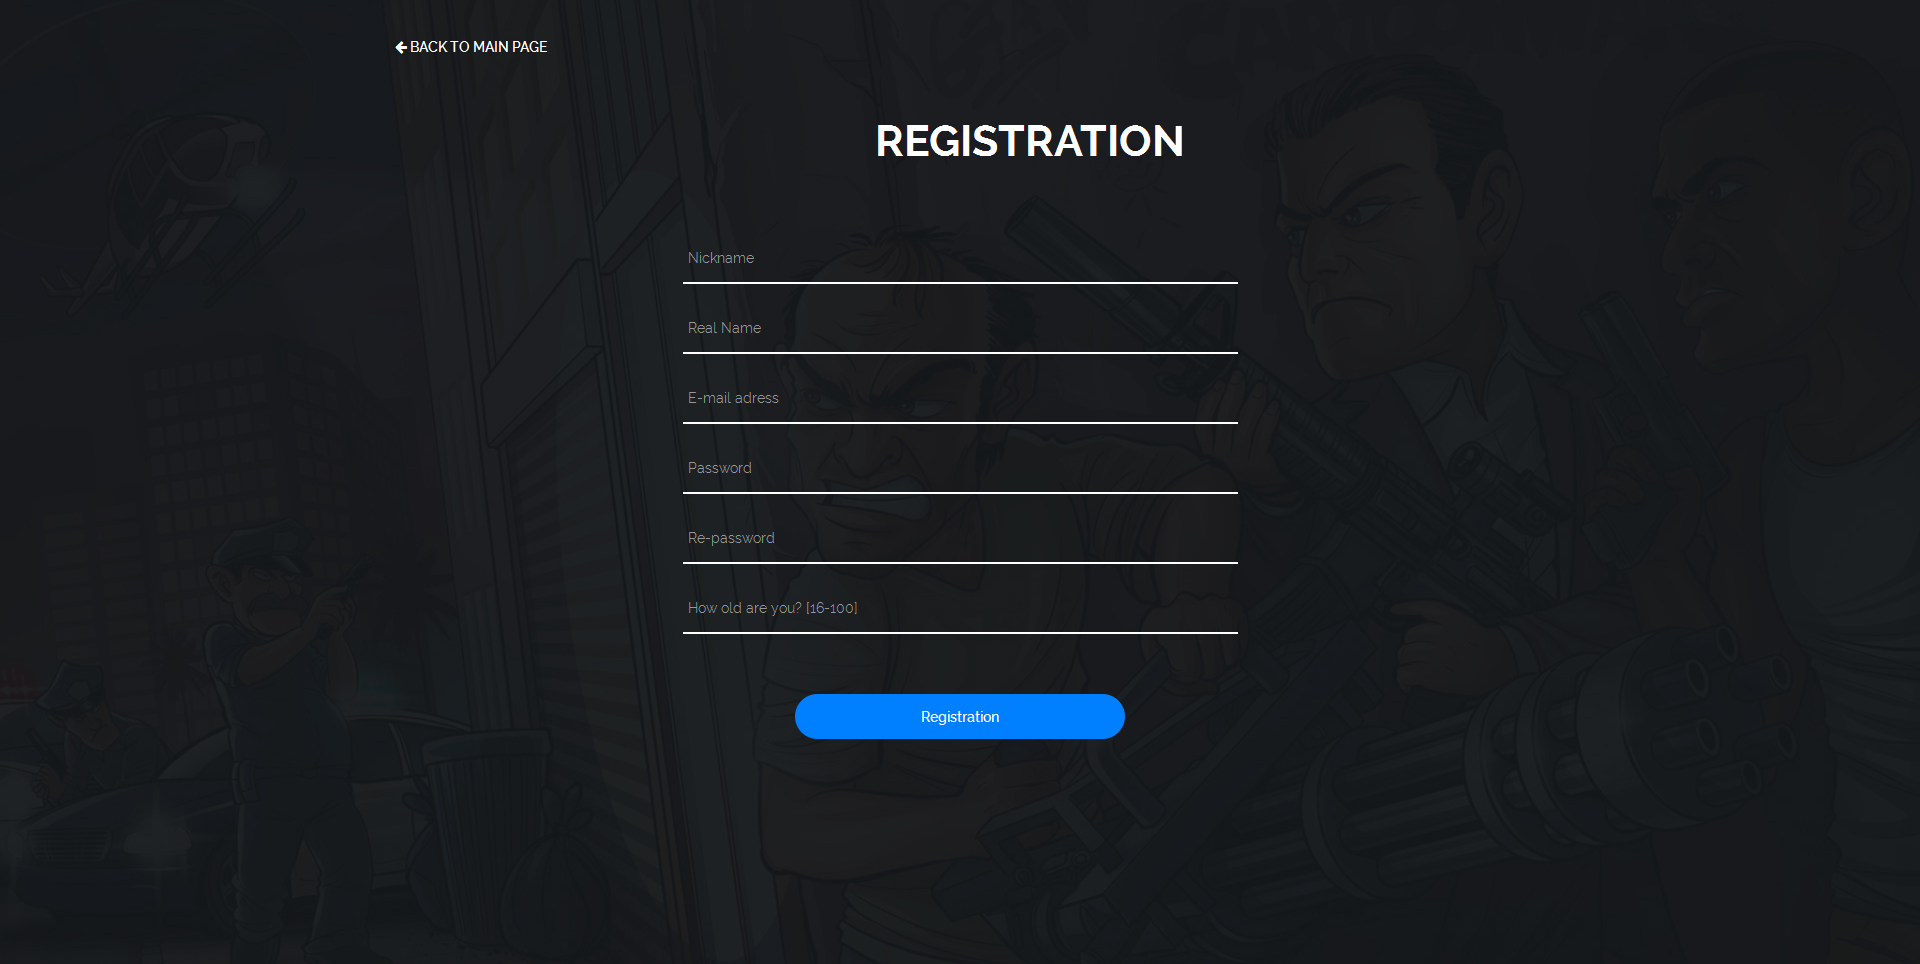 BACK TO MAIN PAGE
REGISTRATION
Nickname
Real Name
E-mail adress
Password
Re-password
How old are you? [16-100]
Registration